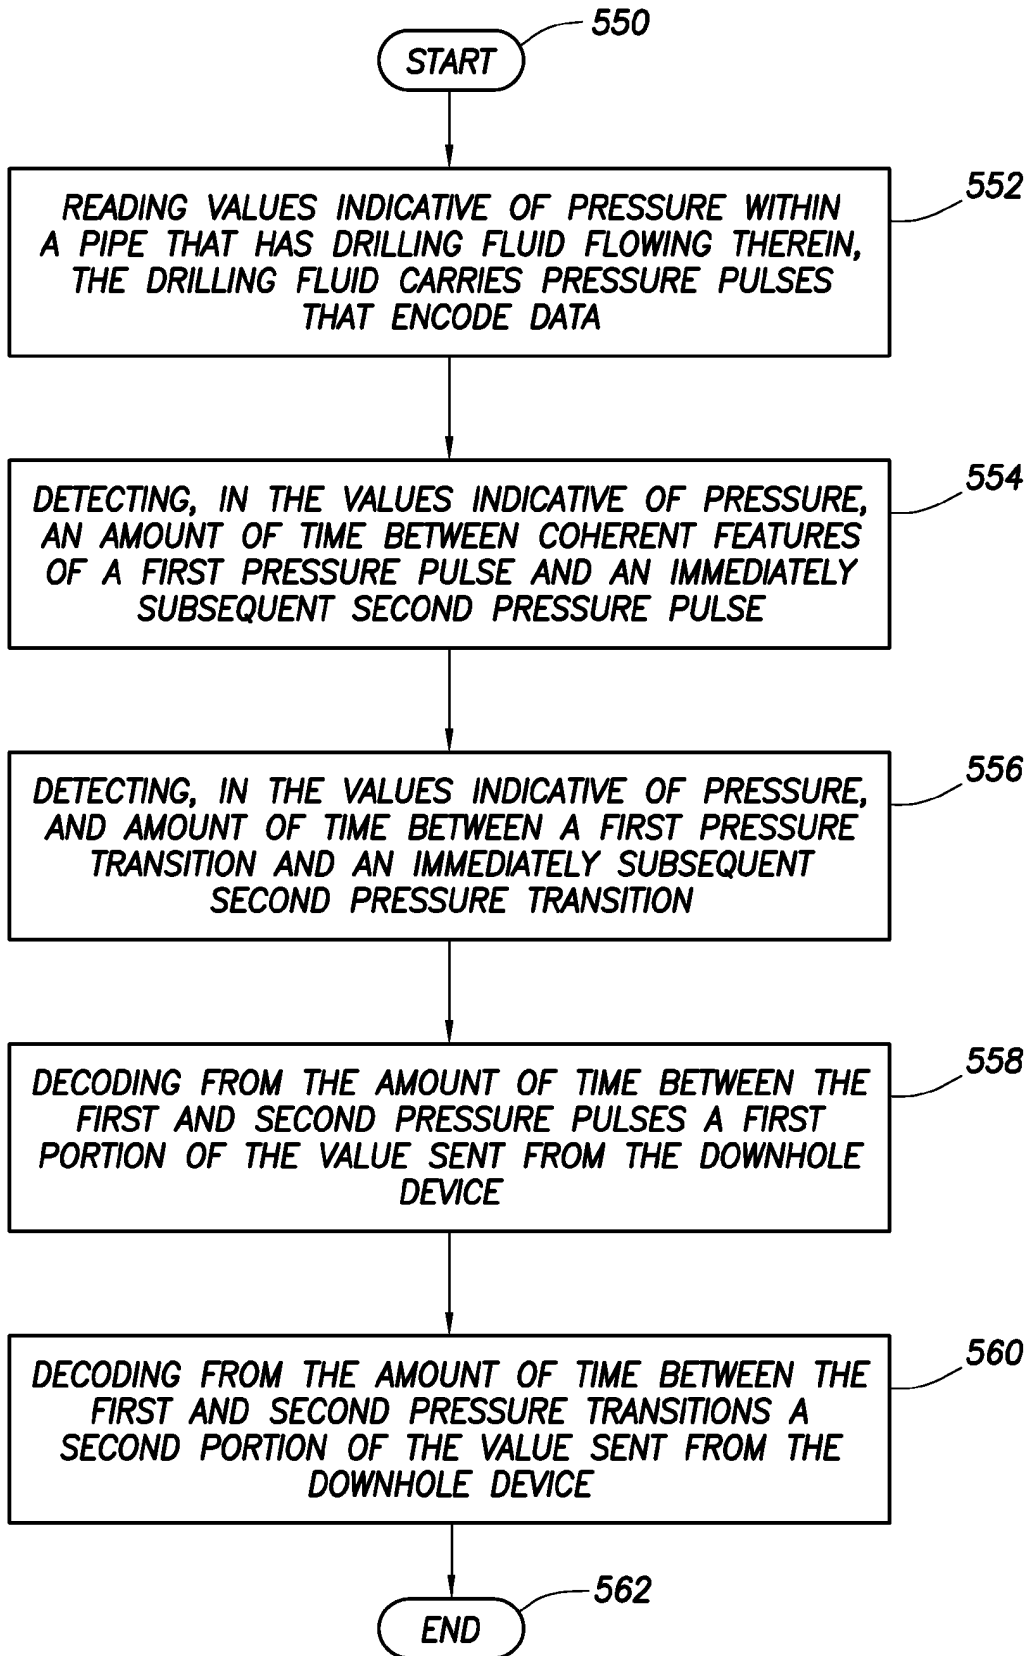 550
START
552
READING VALUES INDICATIVE OF PRESSURE WITHIN
A PIPE THAT HAS DRILLING FLUID FLOWING THEREIN,
THE DRILLING FLUID CARRIES PRESSURE PULSES
THAT ENCODE DATA
554
DETECTING, IN THE VALUES INDICATIVE OF PRESSURE,
AN AMOUNT OF TIME BETWEEN COHERENT FEATURES
OF A FIRST PRESSURE PULSE AND AN IMMEDIATELY
SUBSEQUENT SECOND PRESSURE PULSE
556
DETECTING, IN THE VALUES INDICATIVE OF PRESSURE,
AND AMOUNT OF TIME BETWEEN A FIRST PRESSURE
TRANSITION AND AN IMMEDIATELY SUBSEQUENT
SECOND PRESSURE TRANSITION
558
DECODING FROM THE AMOUNT OF TIME BETWEEN THE
FIRST AND SECOND PRESSURE PULSES A FIRST
PORTION OF THE VALUE SENT FROM THE DOWNHOLE
DEVICE
560
DECODING FROM THE AMOUNT OF TIME BETWEEN THE
FIRST AND SECOND PRESSURE TRANSITIONS A
SECOND PORTION OF THE VALUE SENT FROM THE
DOWNHOLE DEVICE
562
END